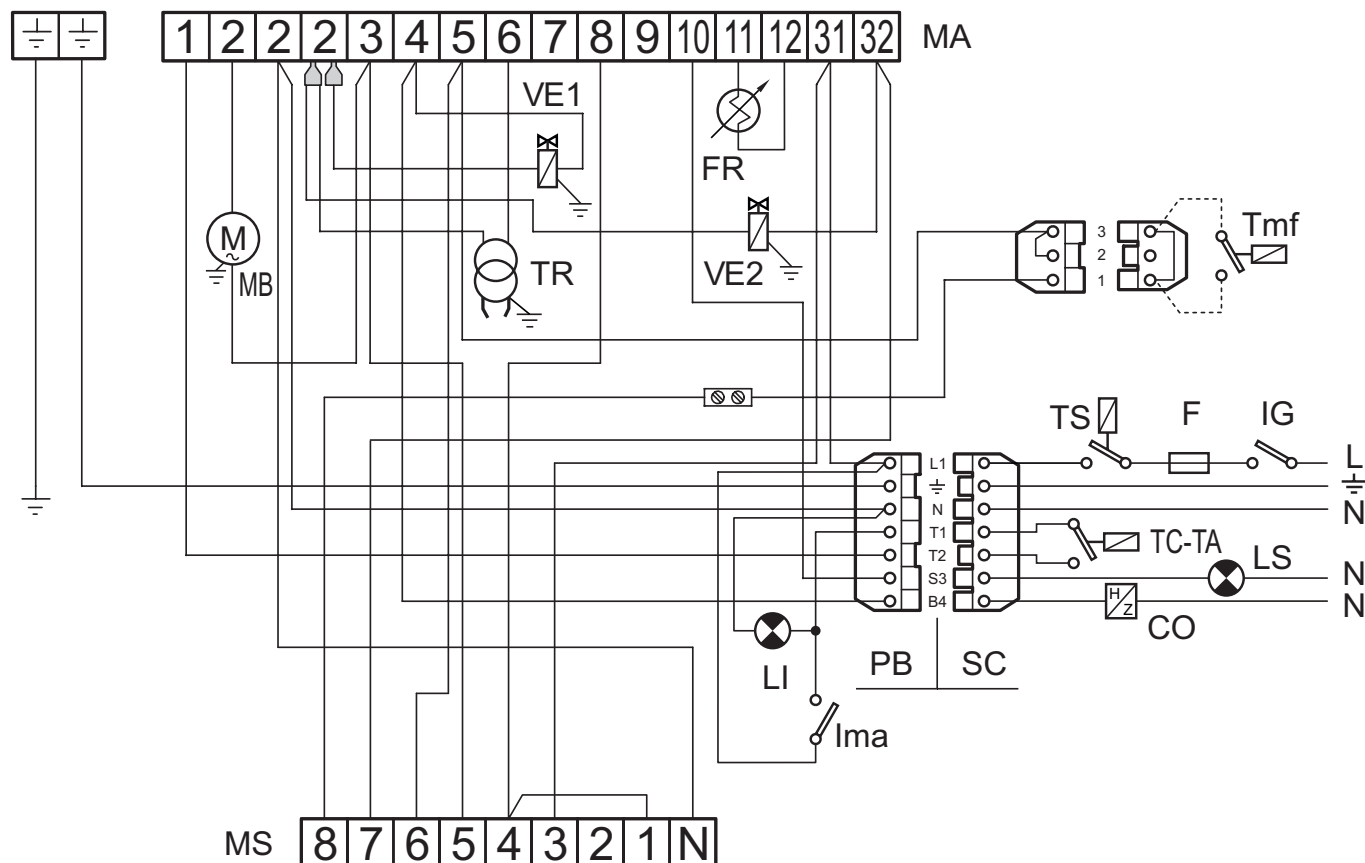 1 2 2 2 3 4 5 6 7 8 9 10 11 12 31 32 MA
VE1
FR
M
~
MB
TR
VE2
3
2
1
Tmf
TS F IG
L1 L
N N
T1
T2 TC-TA
S3 LS N
B4 H Z N
CO
LI PB SC
Ima
MS 8 7 6 5 4 3 2 1 N